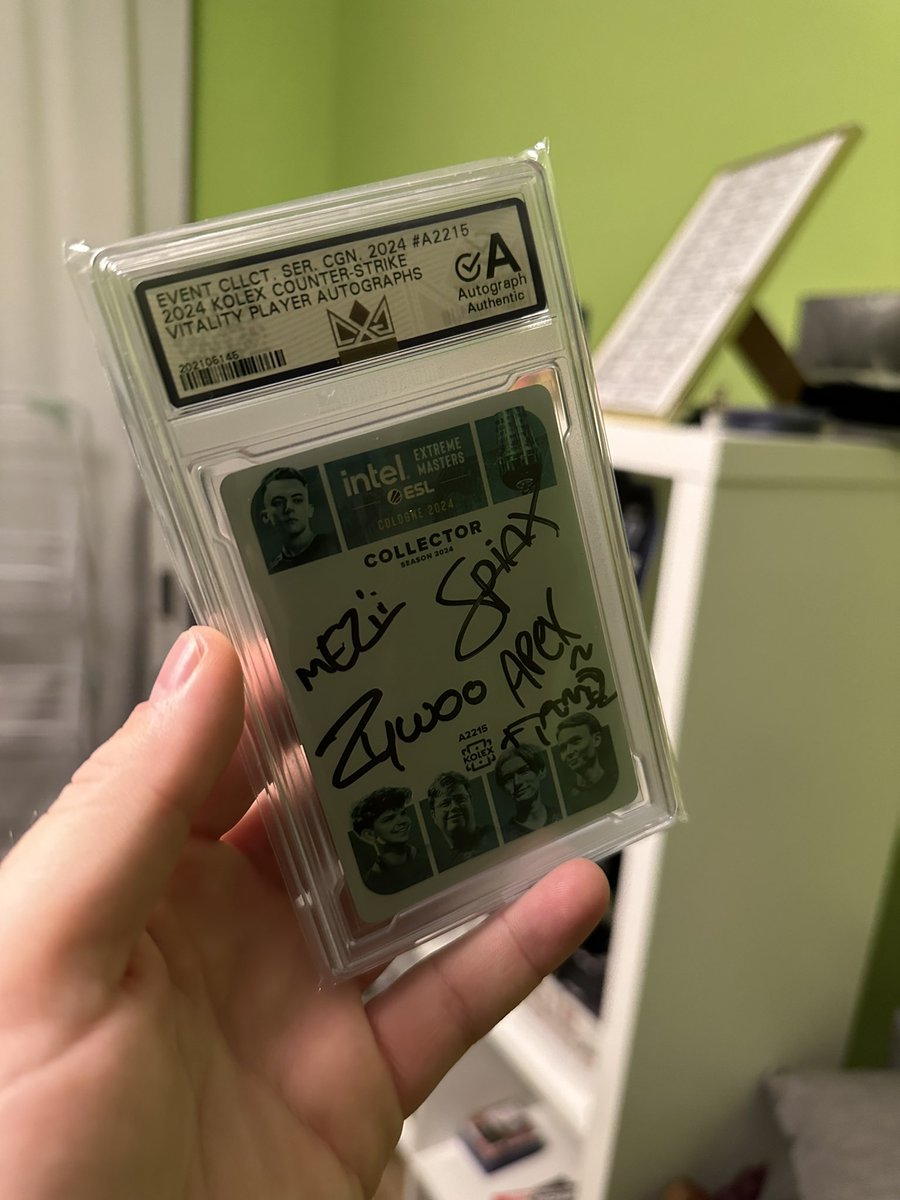 EVENT CLLCT. SER. CGN. 2024 #A2215
2024 KOLEX COUNTER-STRIKE
VITALITY PLAYER AUTOGRAPHS
A
Autograph
Authentic
202106145
intel
EXTREME
MASTERS
ESL
COLOGNE 2024
COLLECTOR
SEASON 2024
MEZii
SpinX
Zywoo
APEX
A2215
KOLEX